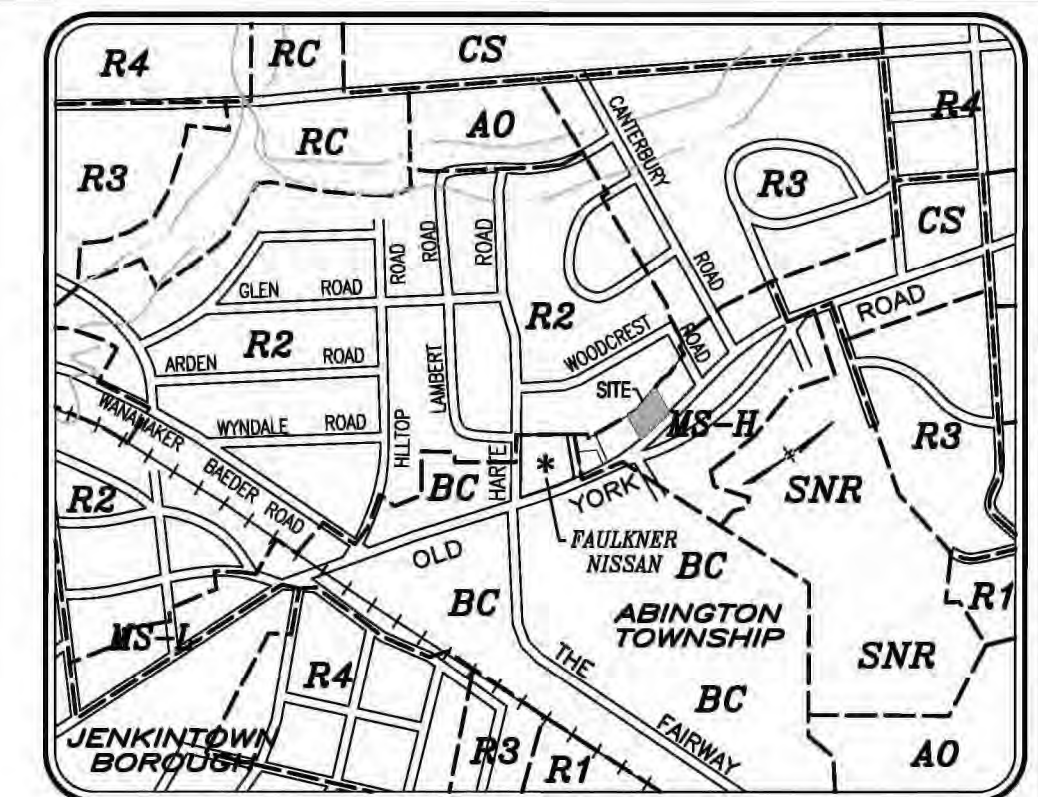 R4
RC
CS
CANTERBURY
ROAD
RC
AO
R4
R3
R3
CS
ROAD
ROAD
ROAD
GLEN ROAD
R2
ROAD
ARDEN ROAD
R2
WOODCREST
ROAD
LAMBERT
SITE
MS-H
WANAMAKER
WYNDALE ROAD
HLLTOP
R3
BAEDER ROAD
BC
HARTE
*
YORK
SNR
R2
OLD
FAULKNER
NISSAN
BC
BC
ABINGTON
TOWNSHIP
R1
MS-L
THE
SNR
R4
BC
FAIRWAY
JENKINTOWN
BOROUGH
R3
R1
AO